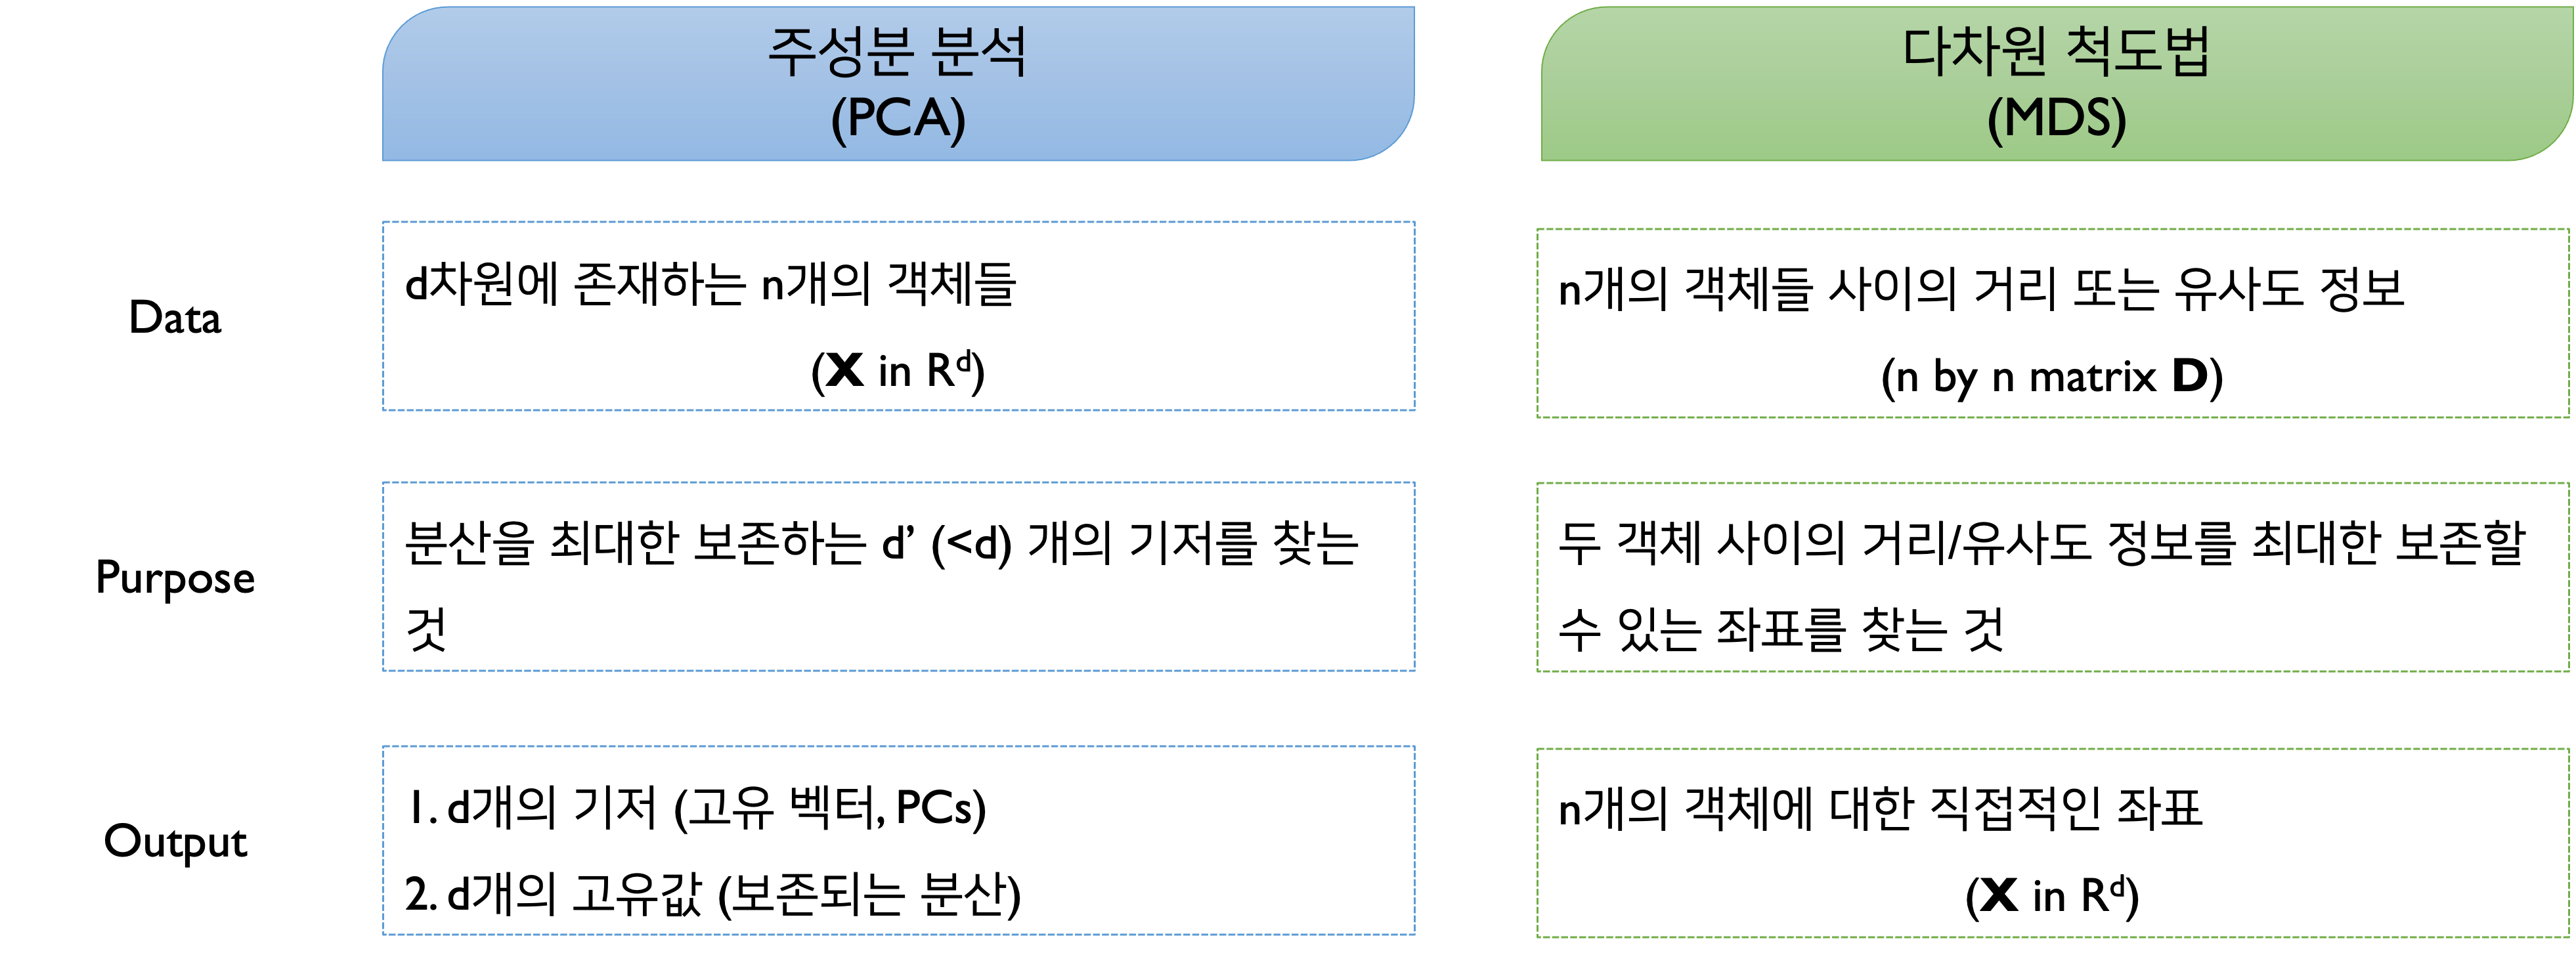 주성분 분석
(PCA)
다차원 척도법
(MDS)
Data
d차원에 존재하는 n개의 객체들
(X in Rᵈ)
n개의 객체들 사이의 거리 또는 유사도 정보
(n by n matrix D)
Purpose
분산을 최대한 보존하는 d’ (<d) 개의 기저를 찾는
것
두 객체 사이의 거리/유사도 정보를 최대한 보존할
수 있는 좌표를 찾는 것
Output
1. d개의 기저 (고유 벡터, PCs)
2. d개의 고유값 (보존되는 분산)
n개의 객체에 대한 직접적인 좌표
(X in Rᵈ)